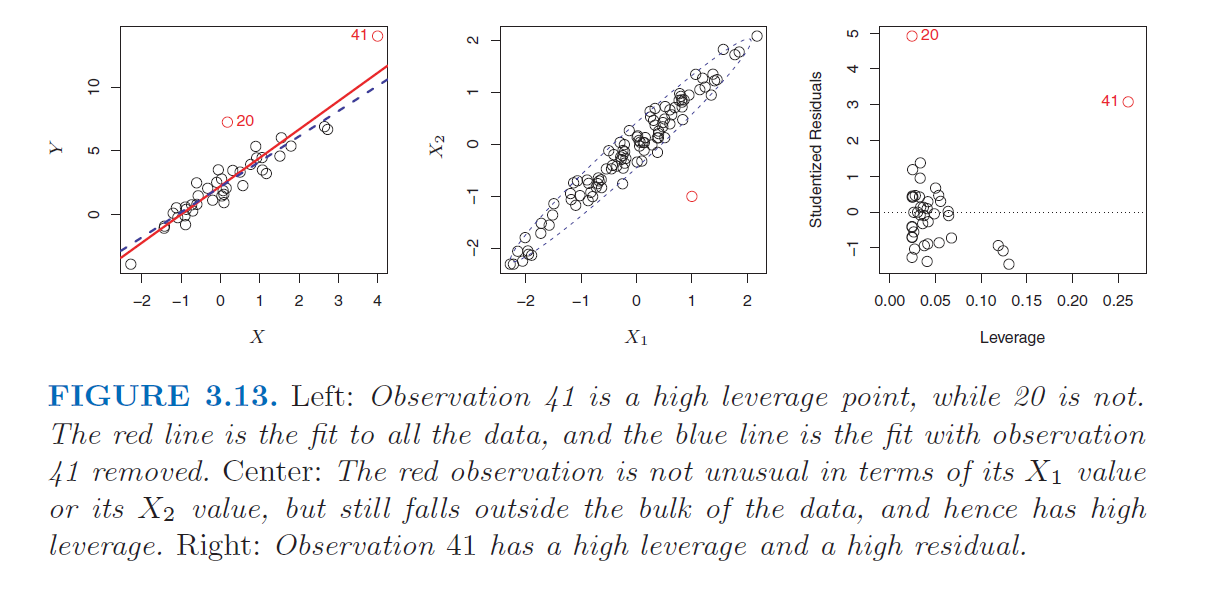 41
20
Y
0 5 10
−2 −1 0 1 2 3 4
X
X2
−2 −1 0 1 2
−2 −1 0 1 2
X1
20
41
Studentized Residuals
−1 0 1 2 3 4 5
0.00 0.05 0.10 0.15 0.20 0.25
Leverage
FIGURE 3.13. Left: Observation 41 is a high leverage point, while 20 is not.
The red line is the fit to all the data, and the blue line is the fit with observation
41 removed. Center: The red observation is not unusual in terms of its X1 value
or its X2 value, but still falls outside the bulk of the data, and hence has high
leverage. Right: Observation 41 has a high leverage and a high residual.